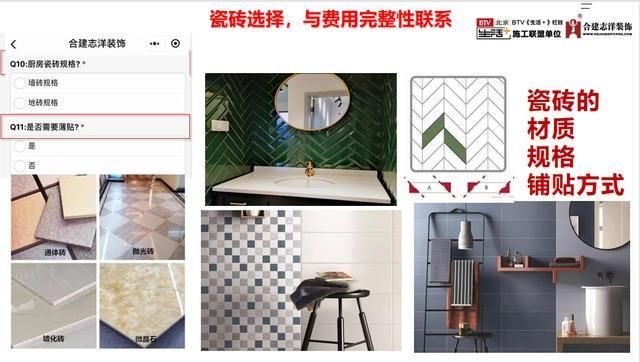 瓷砖选择，与费用完整性联系
BTV 北京
生活+
BTV《生活+》栏目
施工联盟单位
合建志洋装饰
合建志洋装饰
Q10:厨房瓷砖规格? *
墙砖规格
地砖规格
Q11:是否需要薄贴? *
是
否
通体砖
抛光砖
玻化砖
微晶石
A
B
瓷砖的
材质
规格
铺贴方式